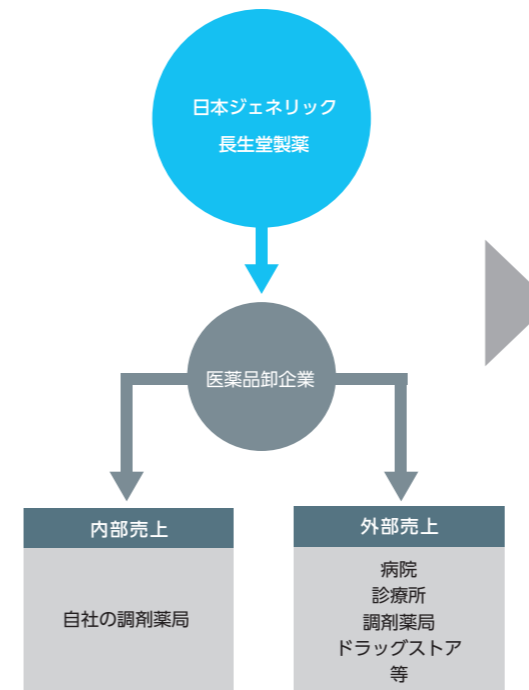 日本ジェネリック
長生堂製薬
医薬品卸企業
内部売上
自社の調剤薬局
外部売上
病院
診療所
調剤薬局
ドラッグストア
等